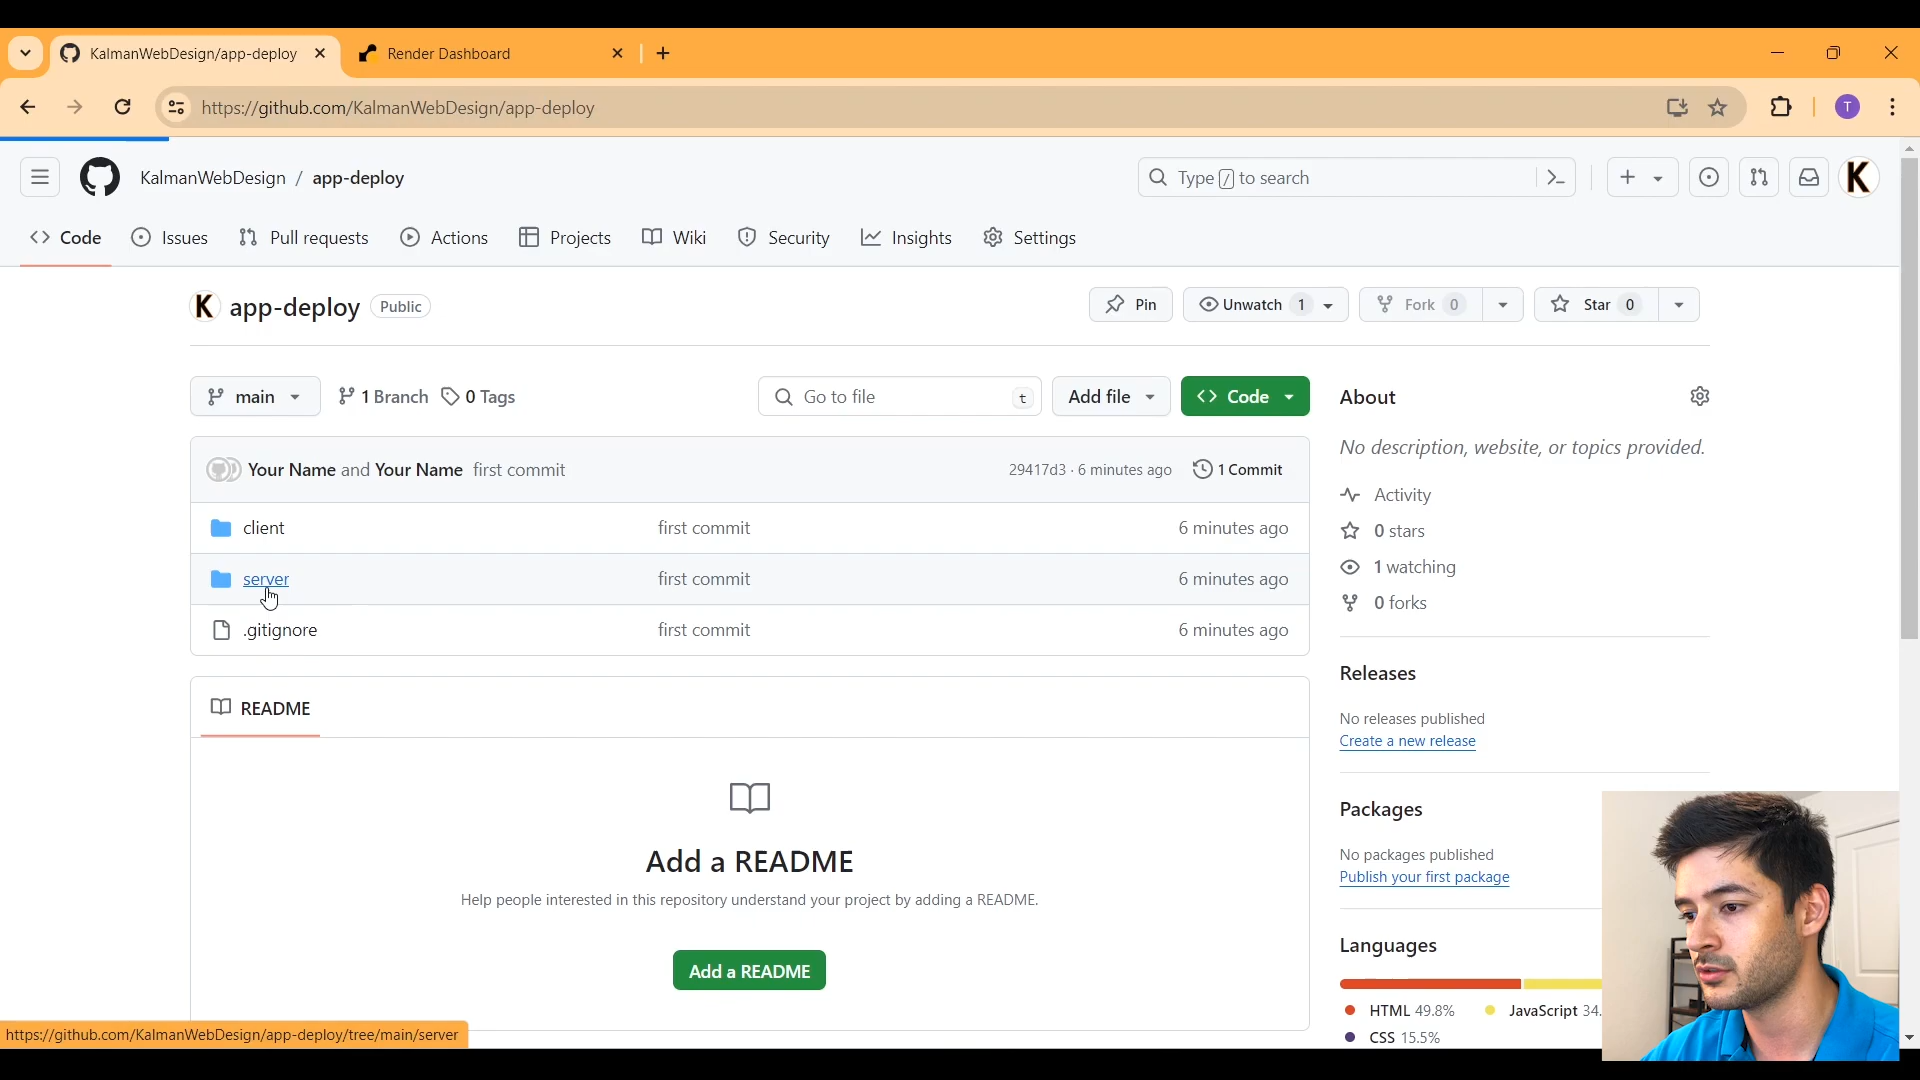 KalmanWebDesign/app-deploy
Render Dashboard
https://github.com/KalmanWebDesign/app-deploy
T
KalmanWebDesign / app-deploy
Type / to search
K
Code
Issues
Pull requests
Actions
Projects
Wiki
Security
Insights
Settings
K app-deploy Public
Pin
Unwatch 1
Fork 0
Star 0
main
1 Branch
0 Tags
Go to file t
Add file
Code
Your Name and Your Name first commit
29417d3 · 6 minutes ago
1 Commit
client first commit 6 minutes ago
server first commit 6 minutes ago
.gitignore first commit 6 minutes ago
README
Add a README
Help people interested in this repository understand your project by adding a README.
Add a README
About
No description, website, or topics provided.
Activity
0 stars
1 watching
0 forks
Releases
No releases published
Create a new release
Packages
No packages published
Publish your first package
Languages
HTML 49.8% JavaScript 34.
CSS 15.5%
https://github.com/KalmanWebDesign/app-deploy/tree/main/server